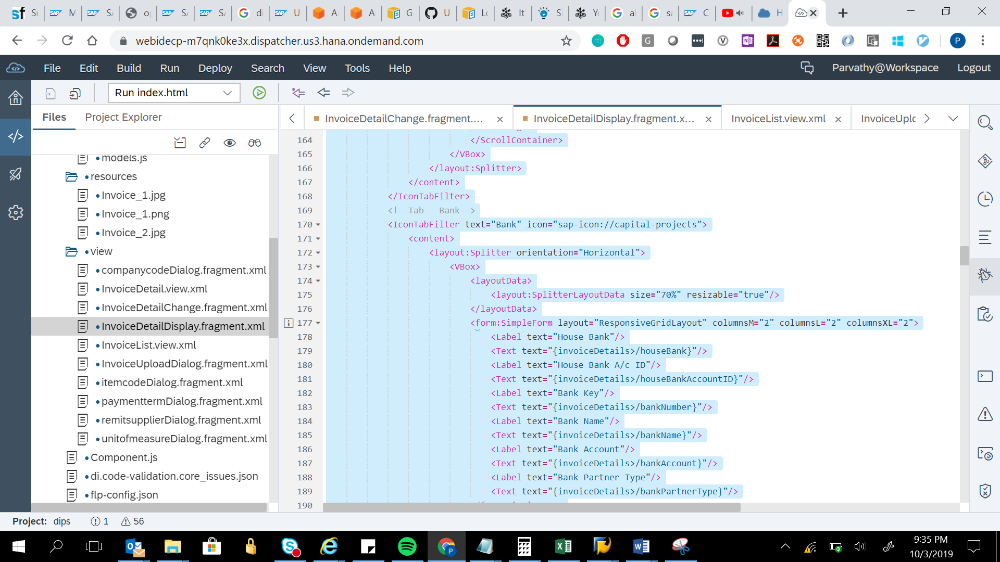 webidecp-m7qnk0ke3x.dispatcher.us3.hana.ondemand.com
File Edit Build Run Deploy Search View Tools Help Parvathy@Workspace Logout
Run index.html
Files Project Explorer
InvoiceDetailChange.fragment.... InvoiceDetailDisplay.fragment.x... InvoiceList.view.xml InvoiceUplo
models.js
resources
Invoice_1.jpg
Invoice_1.png
Invoice_2.jpg
view
companycodeDialog.fragment.xml
InvoiceDetail.view.xml
InvoiceDetailChange.fragment.xml
InvoiceDetailDisplay.fragment.xml
InvoiceList.view.xml
InvoiceUploadDialog.fragment.xml
itemcodeDialog.fragment.xml
paymenttermDialog.fragment.xml
remitsupplierDialog.fragment.xml
unitofmeasureDialog.fragment.xml
Component.js
di.code-validation.core_issues.json
flp-config.json
164 </ScrollContainer>
165 </VBox>
166 </layout:Splitter>
167 </content>
168 </IconTabFilter>
169 <!--Tab - Bank-->
170 <IconTabFilter text="Bank" icon="sap-icon://capital-projects">
171 <content>
172 <layout:Splitter orientation="Horizontal">
173 <VBox>
174 <layoutData>
175 <layout:SplitterLayoutData size="70%" resizable="true"/>
176 </layoutData>
177 <form:SimpleForm layout="ResponsiveGridLayout" columnsM="2" columnsL="2" columnsXL="2">
178 <Label text="House Bank"/>
179 <Text text="{invoiceDetails>/houseBank}"/>
180 <Label text="House Bank A/c ID"/>
181 <Text text="{invoiceDetails>/houseBankAccountID}"/>
182 <Label text="Bank Key"/>
183 <Text text="{invoiceDetails>/bankNumber}"/>
184 <Label text="Bank Name"/>
185 <Text text="{invoiceDetails>/bankName}"/>
186 <Label text="Bank Account"/>
187 <Text text="{invoiceDetails>/bankAccount}"/>
188 <Label text="Bank Partner Type"/>
189 <Text text="{invoiceDetails>/bankPartnerType}"/>
190
Project: dips 1 56
9:35 PM
10/3/2019